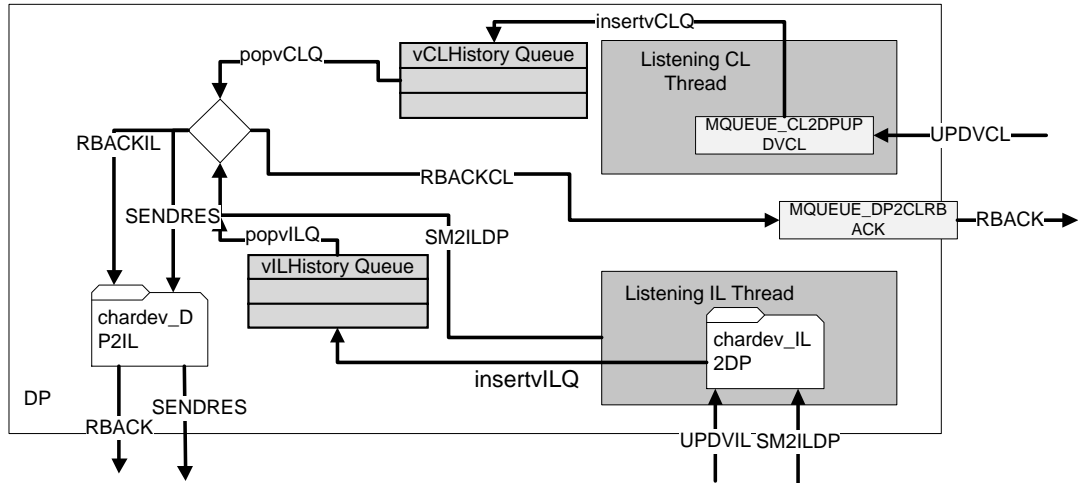 insertvCLQ
vCLHistory Queue
popvCLQ
Listening CL
Thread
MQUEUE_CL2DPUP
DVCL
UPDVCL
RBACKIL
RBACKCL
SENDRES
MQUEUE_DP2CLRB
ACK
RBACK
popvILQ
SM2ILDP
vILHistory Queue
Listening IL Thread
chardev_D
P2IL
chardev_IL
2DP
insertvILQ
DP
SENDRES
RBACK
UPDVIL
SM2ILDP